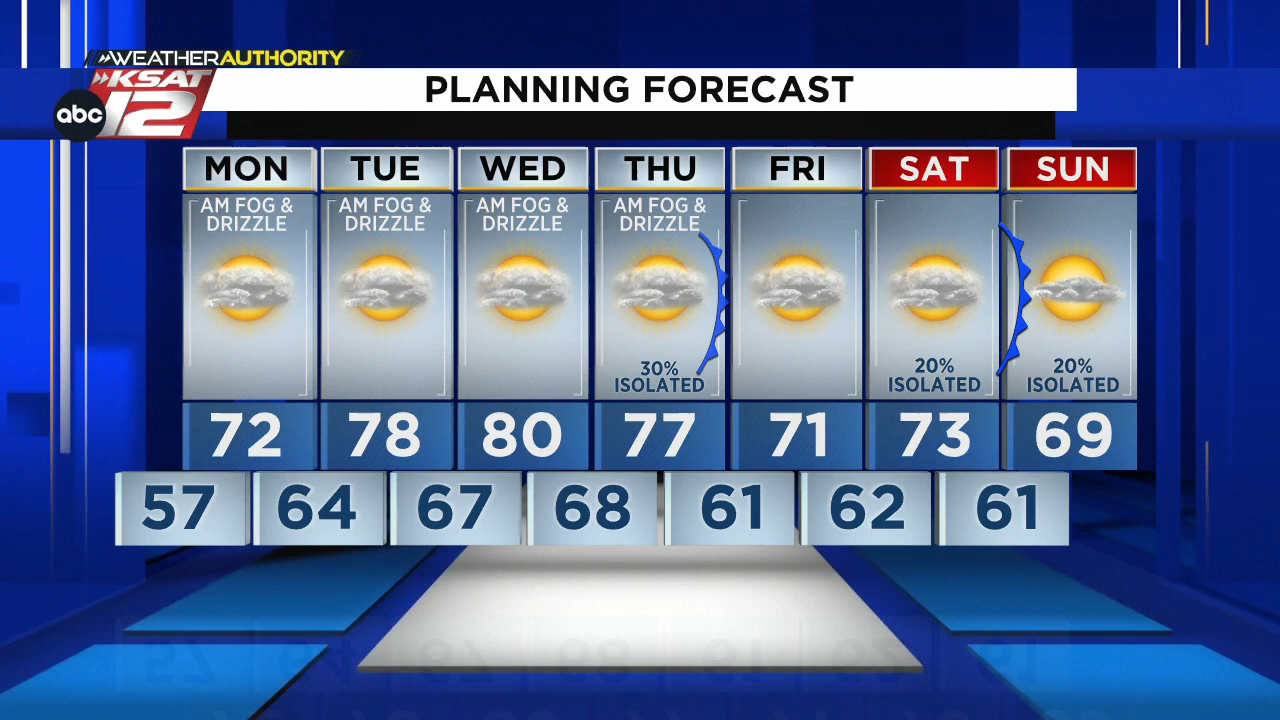 WEATHERAUTHORITY
KSAT
abc 12
PLANNING FORECAST
MON TUE WED THU FRI SAT SUN
AM FOG & DRIZZLE AM FOG & DRIZZLE AM FOG & DRIZZLE AM FOG & DRIZZLE
30% ISOLATED 20% ISOLATED 20% ISOLATED
72 78 80 77 71 73 69
57 64 67 68 61 62 61